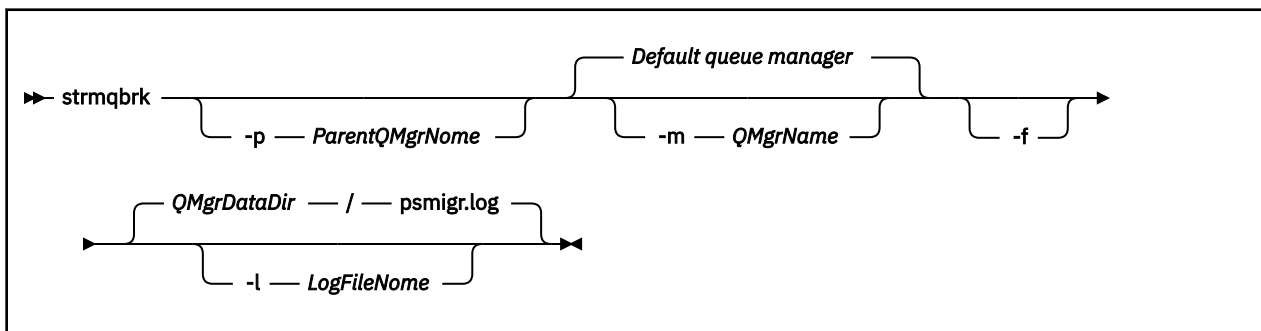 Default queue manager
strmqbrk
-p ParentQMgrNome
-m QMgrName
-f
QMgrDataDir / psmigr.log
-l LogFileNome